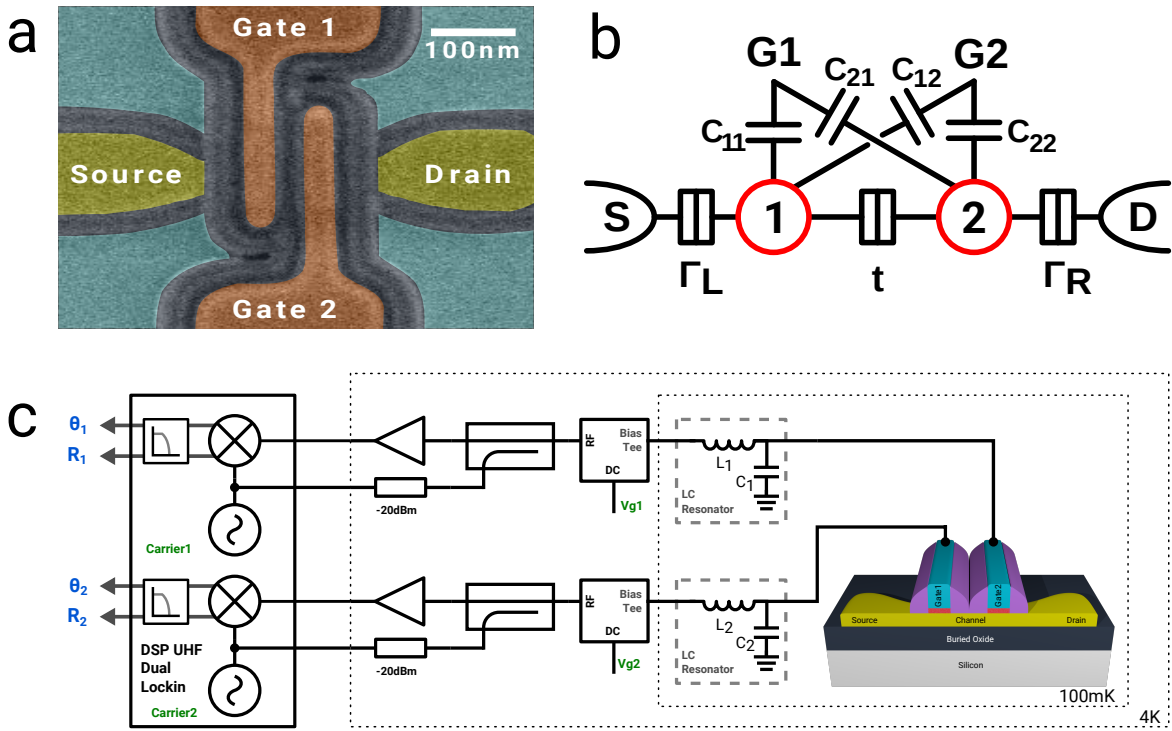 a
Gate 1
100nm
Source
Drain
Gate 2
b
G1
G2
C21
C12
C11
C22
S
1
2
D
ΓL
t
ΓR
c
θ1
R1
Carrier1
-20dBm
RF
Bias
Tee
DC
Vg1
L1
C1
LC
Resonator
θ2
R2
DSP UHF
Dual
Lockin
Carrier2
-20dBm
RF
Bias
Tee
DC
Vg2
L2
C2
LC
Resonator
Gate1
Gate2
Source
Channel
Drain
Buried Oxide
Silicon
100mK
4K